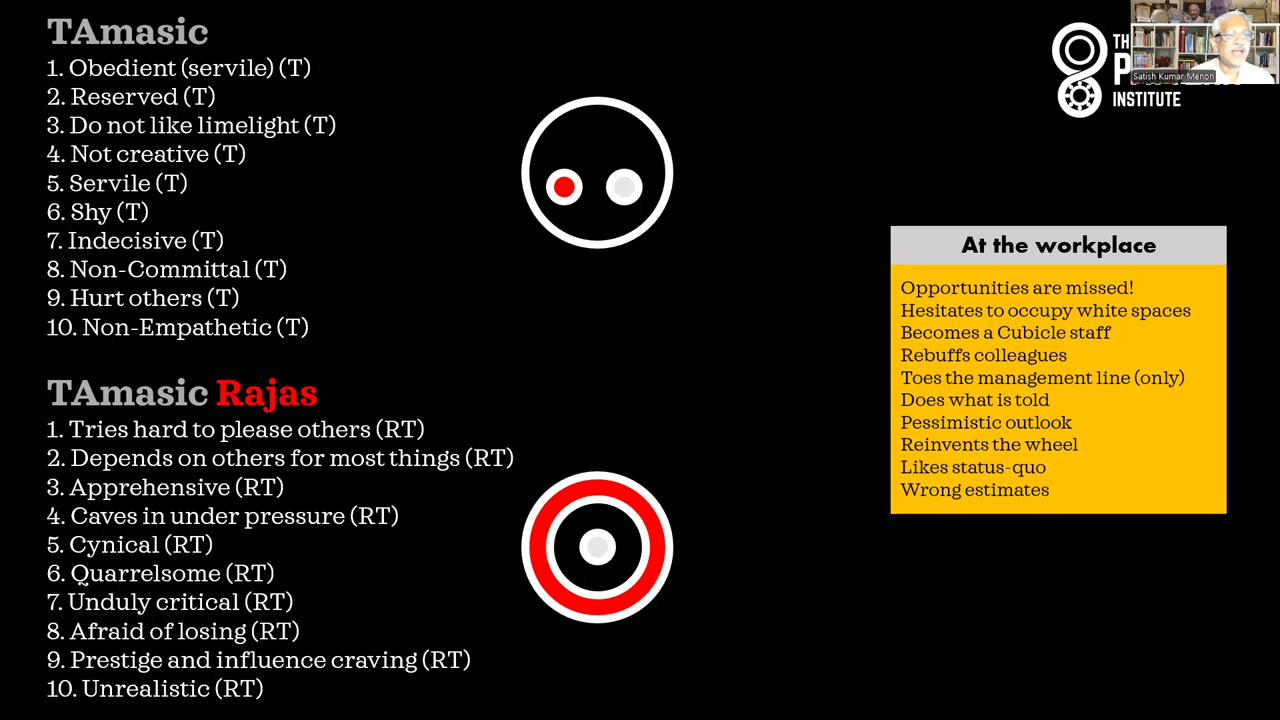 TAmasic
1. Obedient (servile) (T)
2. Reserved (T)
3. Do not like limelight (T)
4. Not creative (T)
5. Servile (T)
6. Shy (T)
7. Indecisive (T)
8. Non-Committal (T)
9. Hurt others (T)
10. Non-Empathetic (T)
TAmasic Rajas
1. Tries hard to please others (RT)
2. Depends on others for most things (RT)
3. Apprehensive (RT)
4. Caves in under pressure (RT)
5. Cynical (RT)
6. Quarrelsome (RT)
7. Unduly critical (RT)
8. Afraid of losing (RT)
9. Prestige and influence craving (RT)
10. Unrealistic (RT)
At the workplace
Opportunities are missed!
Hesitates to occupy white spaces
Becomes a Cubicle staff
Rebuffs colleagues
Toes the management line (only)
Does what is told
Pessimistic outlook
Reinvents the wheel
Likes status-quo
Wrong estimates
INSTITUTE
Satish Kumar Menon